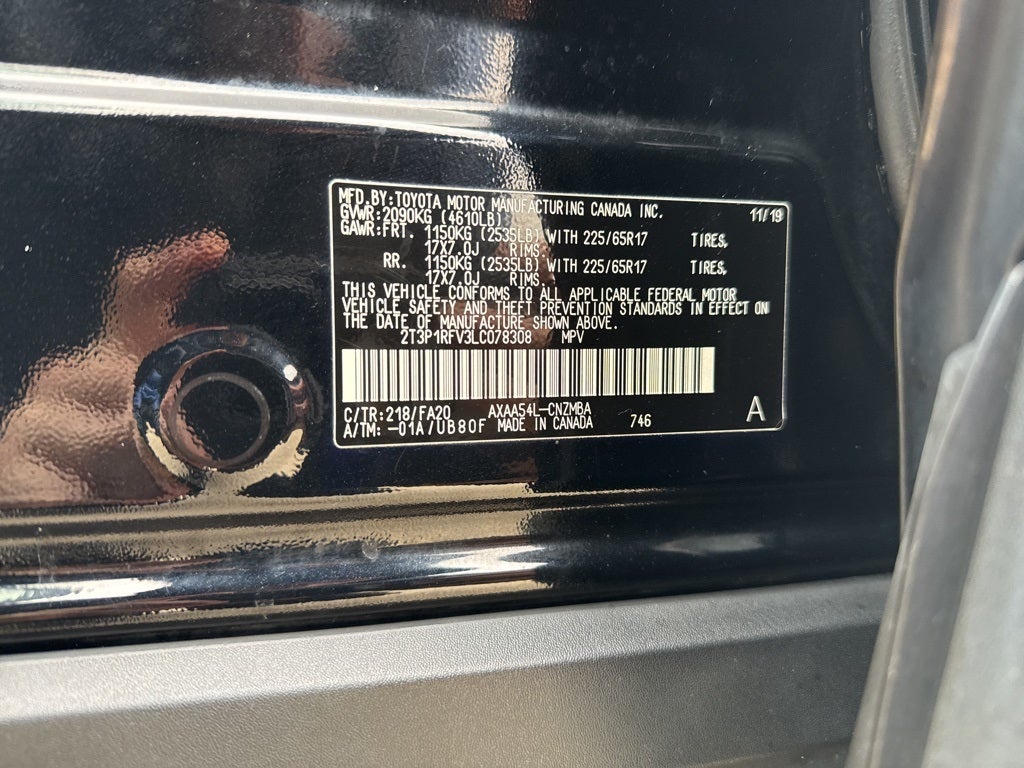 MFD.BY:TOYOTA MOTOR MANUFACTURING CANADA INC. 11/19
GVWR:2090KG (4610LB)
GAWR:FRT. 1150KG (2535LB) WITH 225/65R17 TIRES,
17X7.0J RIMS.
RR. 1150KG (2535LB) WITH 225/65R17 TIRES,
17X7.0J RIMS.
THIS VEHICLE CONFORMS TO ALL APPLICABLE FEDERAL MOTOR
VEHICLE SAFETY AND THEFT PREVENTION STANDARDS IN EFFECT ON
THE DATE OF MANUFACTURE SHOWN ABOVE.
2T3P1RFV3LC078308 MPV
C/TR:218/FA20 AXAA54L-CNZMBA
A/TM: -01A/UB80F MADE IN CANADA 746 A